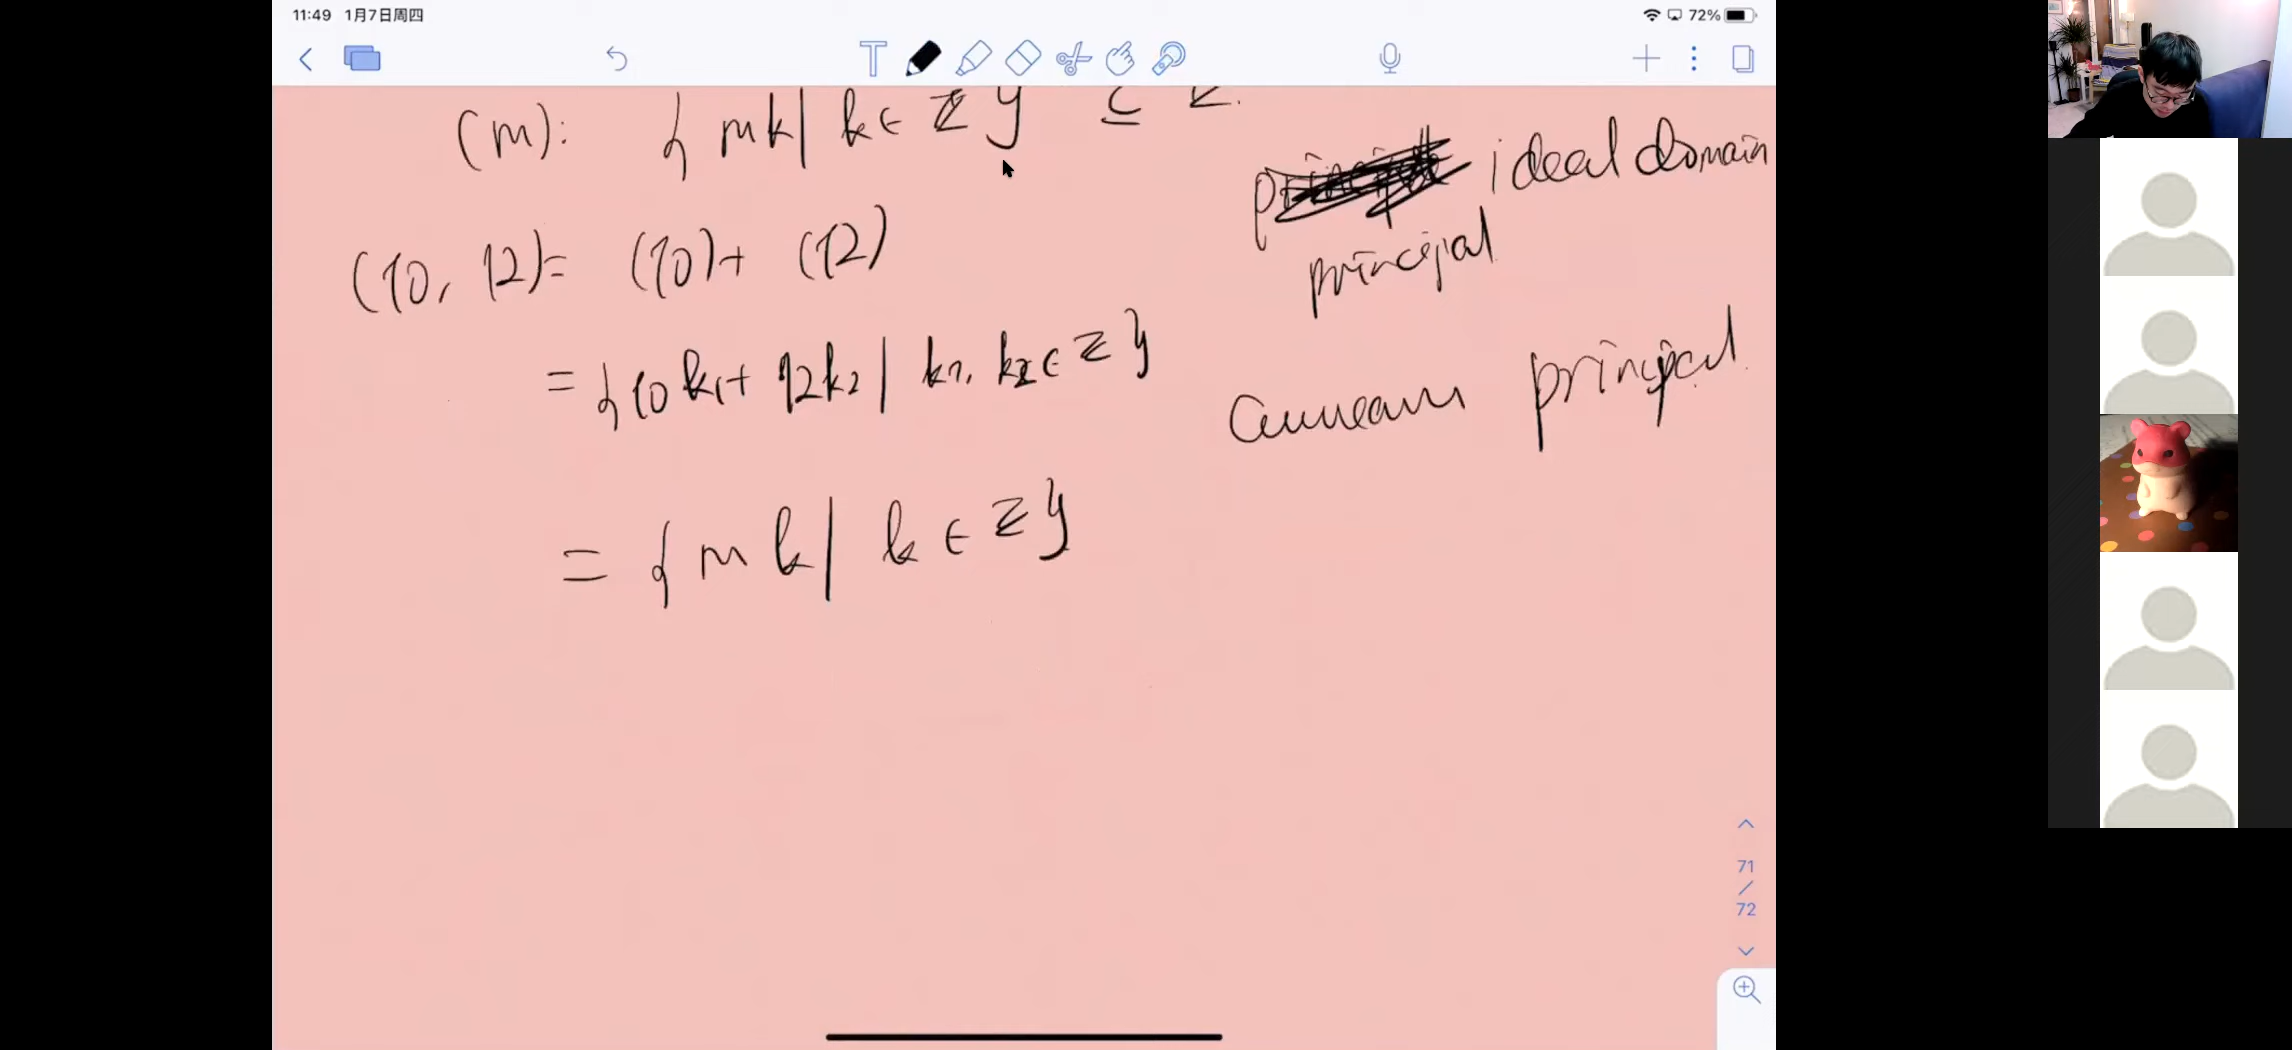 11:49 1月7日周四
72%
(m): { mk | k ∈ Z } ⊆ Z.
ideal domain
principal
(10, 12) = (10) + (12)
= { 10k1 + 12k2 | k1, k2 ∈ Z }
anneau principal
= { m k | k ∈ Z }
71
/
72